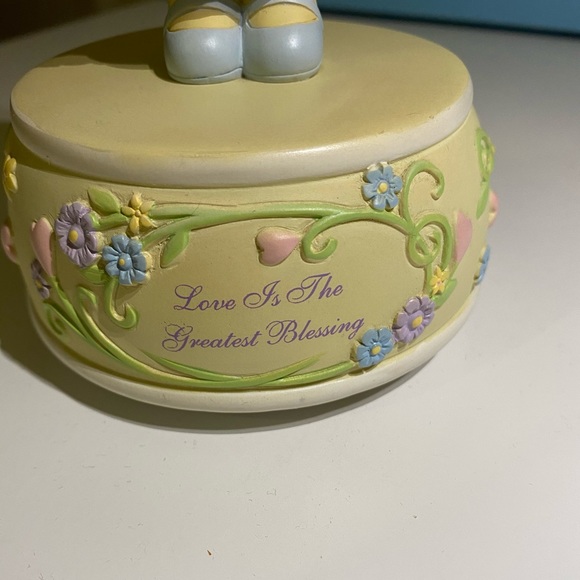 Love Is The
Greatest Blessing